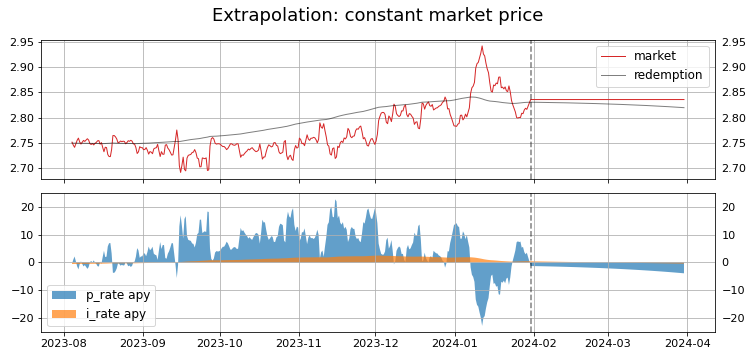 Extrapolation: constant market price
2.95 2.95
2.90 2.90
2.85 2.85
2.80 2.80
2.75 2.75
2.70 2.70
market
redemption
20 20
10 10
0 0
−10 −10
−20 −20
p_rate apy
i_rate apy
2023-08 2023-09 2023-10 2023-11 2023-12 2024-01 2024-02 2024-03 2024-04